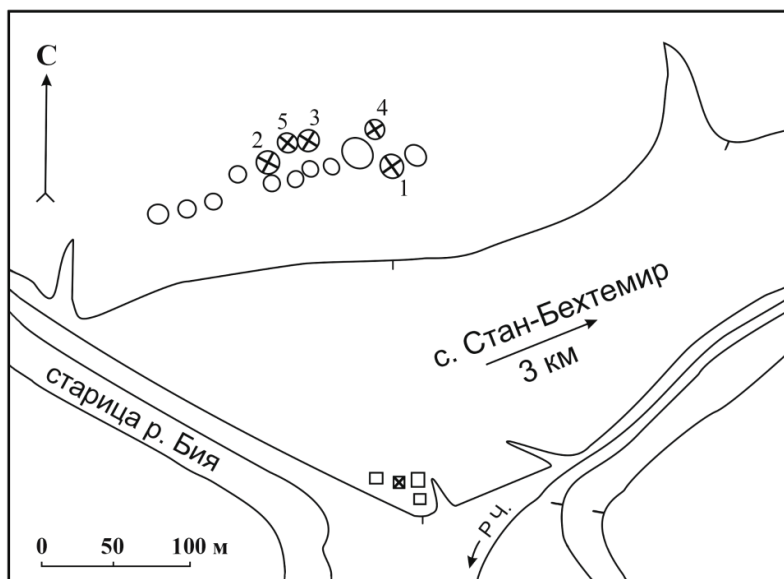 С
4
5 3
2
1
с. Стан-Бехтемир
3 км
старица р. Бия
Р.Ч.
0 50 100 м